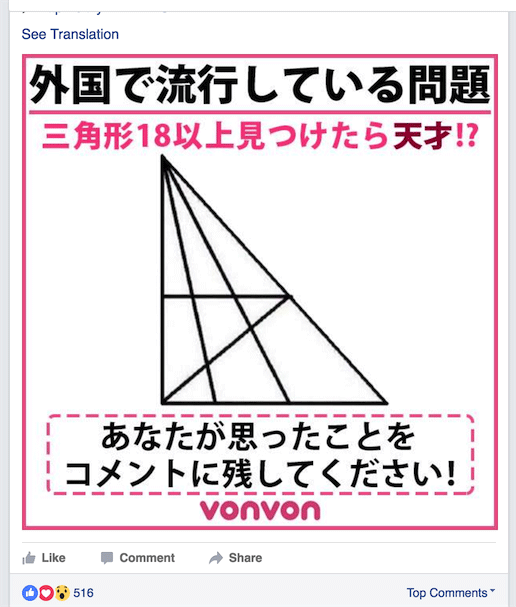 See Translation
外国で流行している問題
三角形18以上見つけたら天才!?
あなたが思ったことを
コメントに残してください!
vonvon
Like Comment Share
516 Top Comments